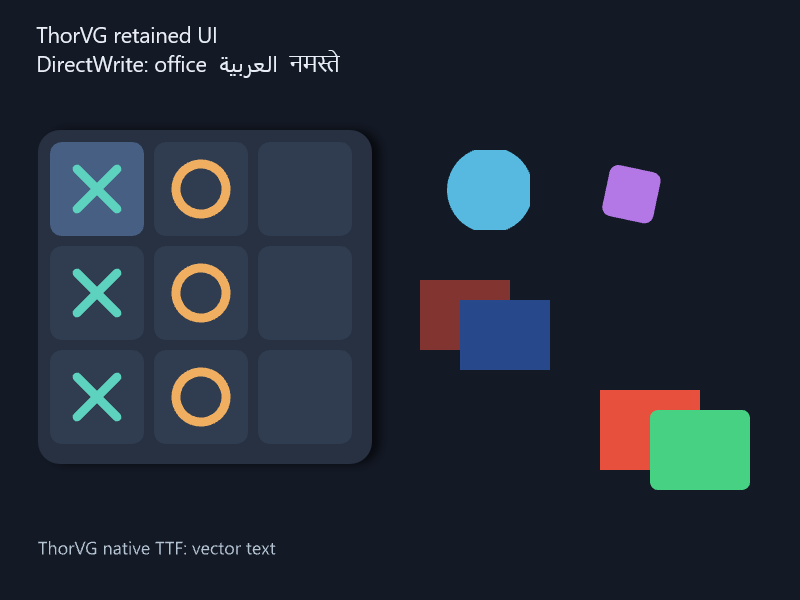 ThorVG retained UI
DirectWrite: office العربية नमस्ते
ThorVG native TTF: vector text